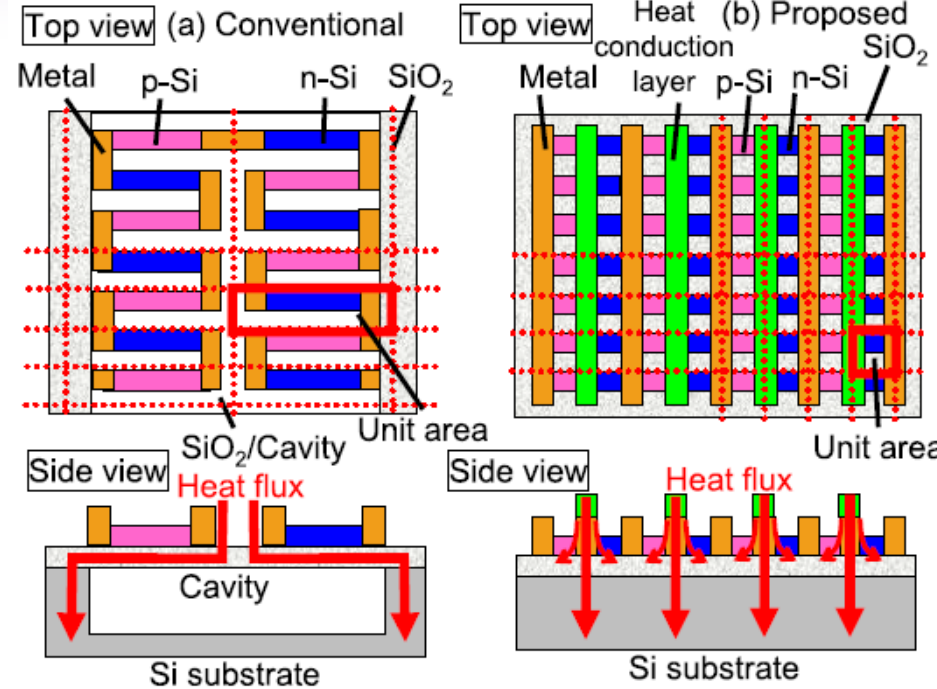 Top view (a) Conventional
Metal p-Si n-Si SiO₂
SiO₂/Cavity
Unit area
Side view
Heat flux
Cavity
Si substrate
Top view Heat conduction layer (b) Proposed
Metal p-Si n-Si SiO₂
Unit area
Side view
Heat flux
Si substrate